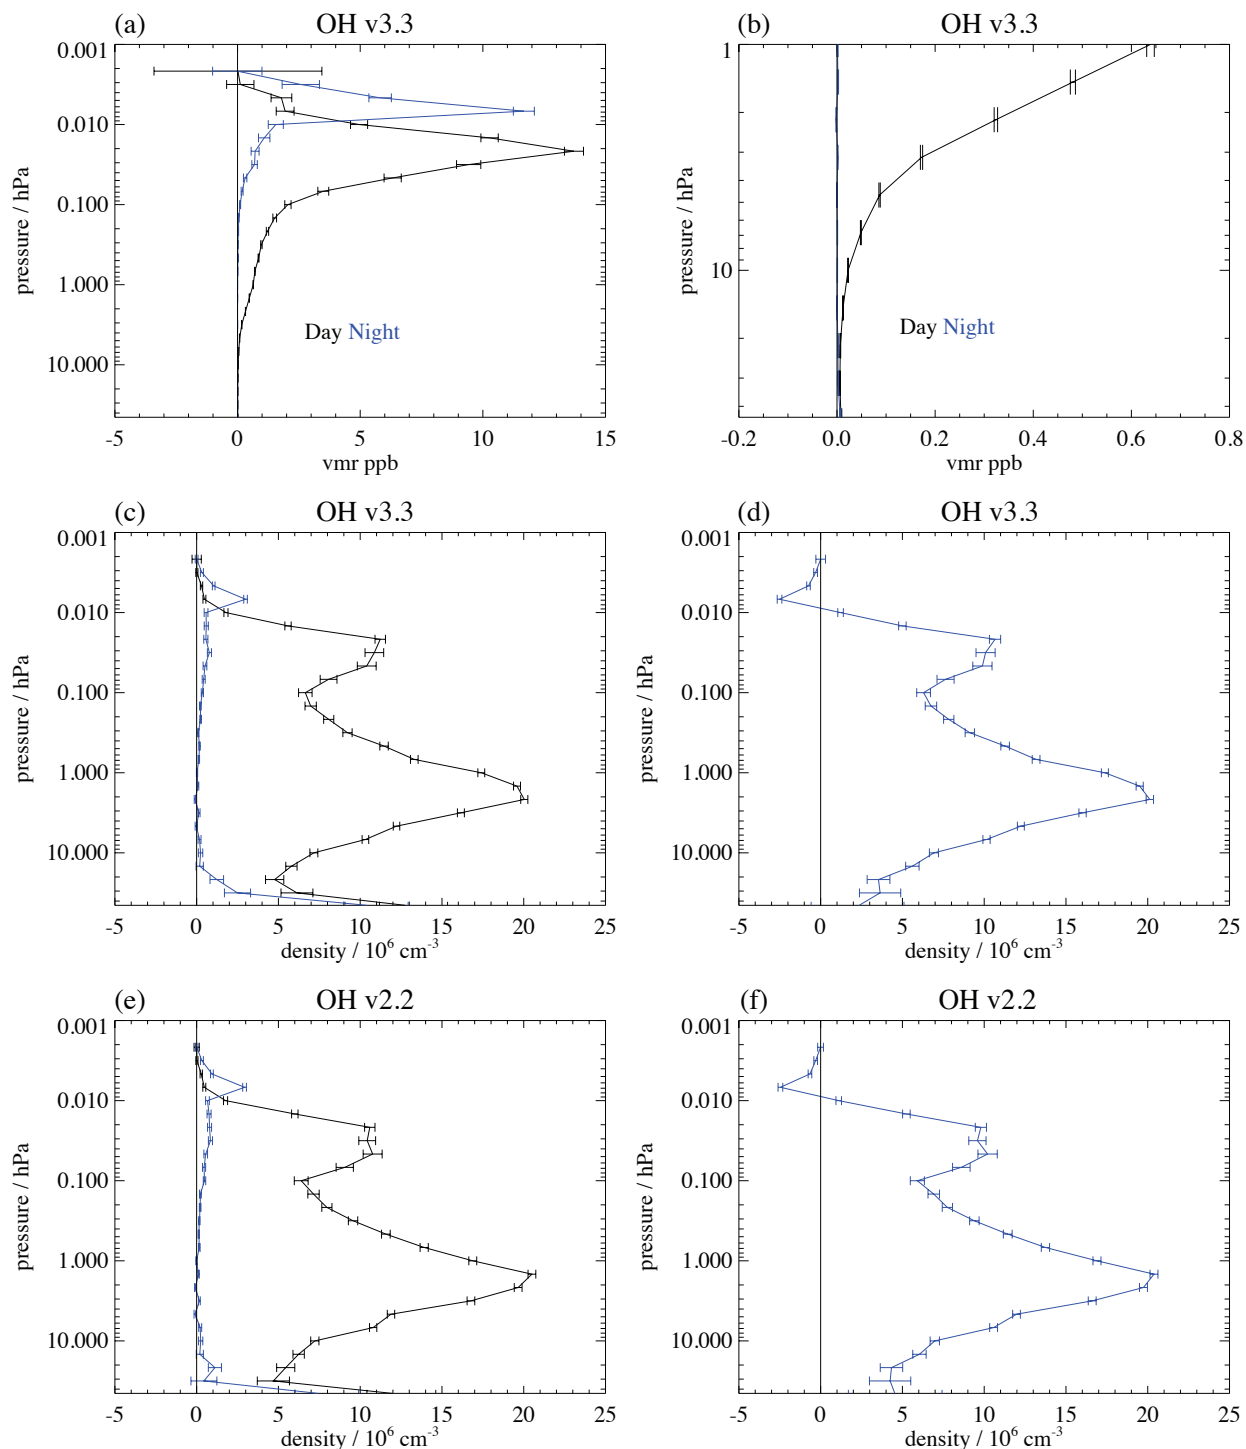 (a) OH v3.3
0.001
0.010
0.100
1.000
10.000
pressure / hPa
Day Night
-5 0 5 10 15
vmr ppb
(b) OH v3.3
1
10
pressure / hPa
Day Night
-0.2 0.0 0.2 0.4 0.6 0.8
vmr ppb
(c) OH v3.3
0.001
0.010
0.100
1.000
10.000
pressure / hPa
-5 0 5 10 15 20 25
density / 10⁶ cm⁻³
(d) OH v3.3
0.001
0.010
0.100
1.000
10.000
pressure / hPa
-5 0 5 10 15 20 25
density / 10⁶ cm⁻³
(e) OH v2.2
0.001
0.010
0.100
1.000
10.000
pressure / hPa
-5 0 5 10 15 20 25
density / 10⁶ cm⁻³
(f) OH v2.2
0.001
0.010
0.100
1.000
10.000
pressure / hPa
-5 0 5 10 15 20 25
density / 10⁶ cm⁻³